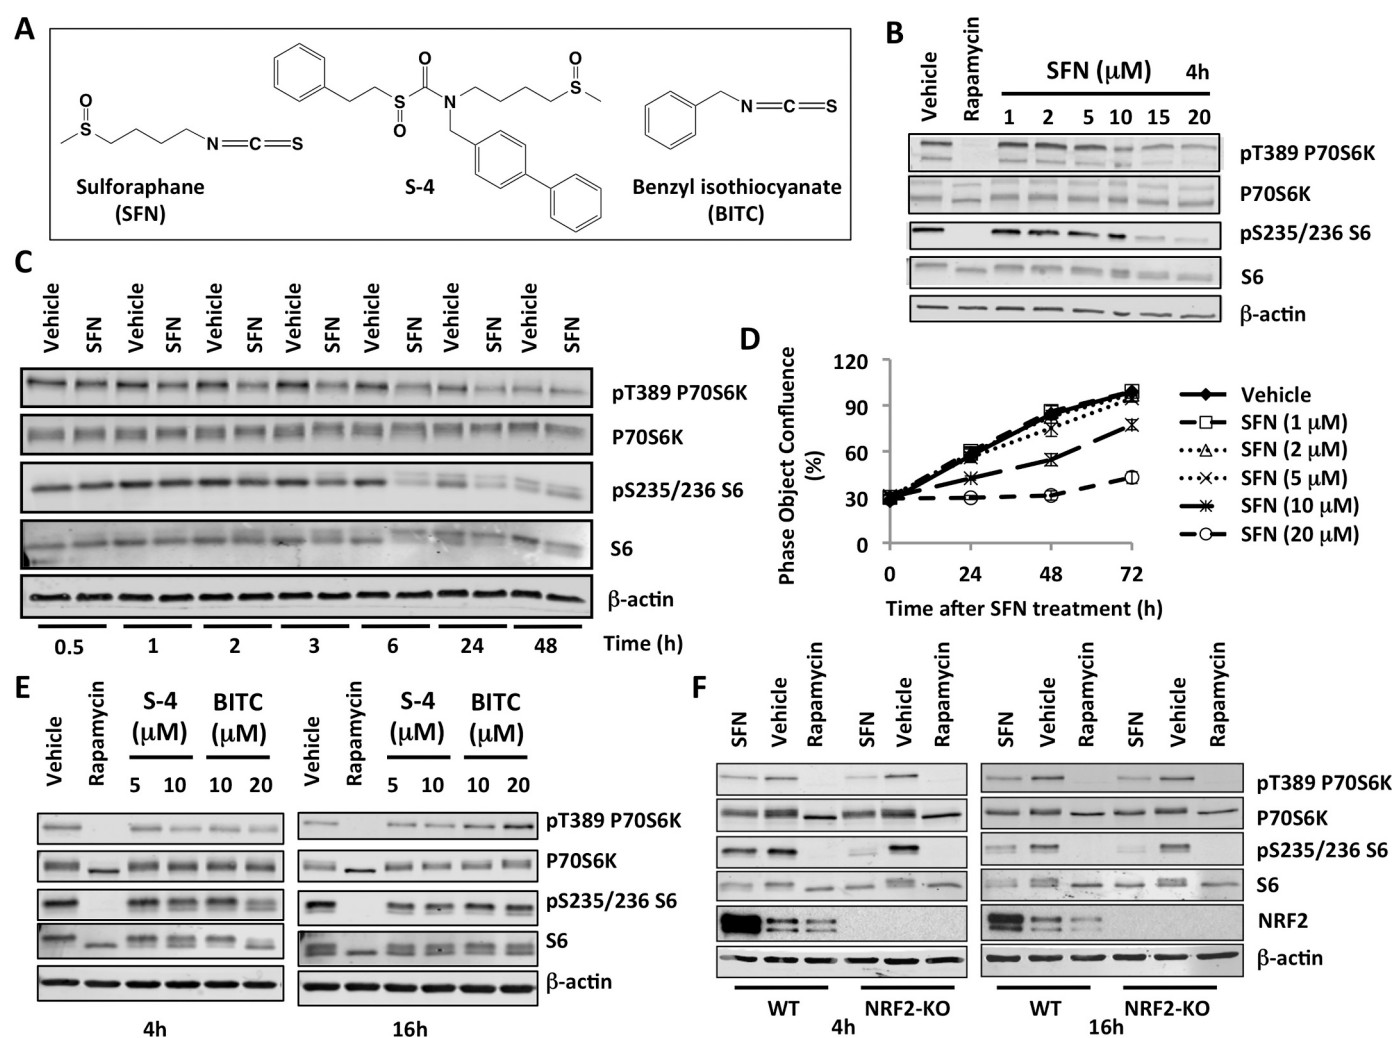 A
O
S
N
C
S
Sulforaphane
(SFN)
O
S
O
N
O
S
S-4
N
C
S
Benzyl isothiocyanate
(BITC)
B
Vehicle
Rapamycin
SFN (μM)
4h
1 2 5 10 15 20
pT389 P70S6K
P70S6K
pS235/236 S6
S6
β-actin
C
Vehicle SFN Vehicle SFN Vehicle SFN Vehicle SFN Vehicle SFN Vehicle SFN Vehicle SFN
pT389 P70S6K
P70S6K
pS235/236 S6
S6
β-actin
0.5 1 2 3 6 24 48 Time (h)
D
Phase Object Confluence
(%)
120
90
60
30
0
0 24 48 72
Time after SFN treatment (h)
Vehicle
SFN (1 μM)
SFN (2 μM)
SFN (5 μM)
SFN (10 μM)
SFN (20 μM)
E
Vehicle
Rapamycin
S-4
(μM)
BITC
(μM)
5 10 10 20
4h
Vehicle
Rapamycin
S-4
(μM)
BITC
(μM)
5 10 10 20
pT389 P70S6K
P70S6K
pS235/236 S6
S6
β-actin
16h
F
SFN Vehicle Rapamycin SFN Vehicle Rapamycin
WT NRF2-KO
4h
SFN Vehicle Rapamycin SFN Vehicle Rapamycin
pT389 P70S6K
P70S6K
pS235/236 S6
S6
NRF2
β-actin
WT NRF2-KO
16h